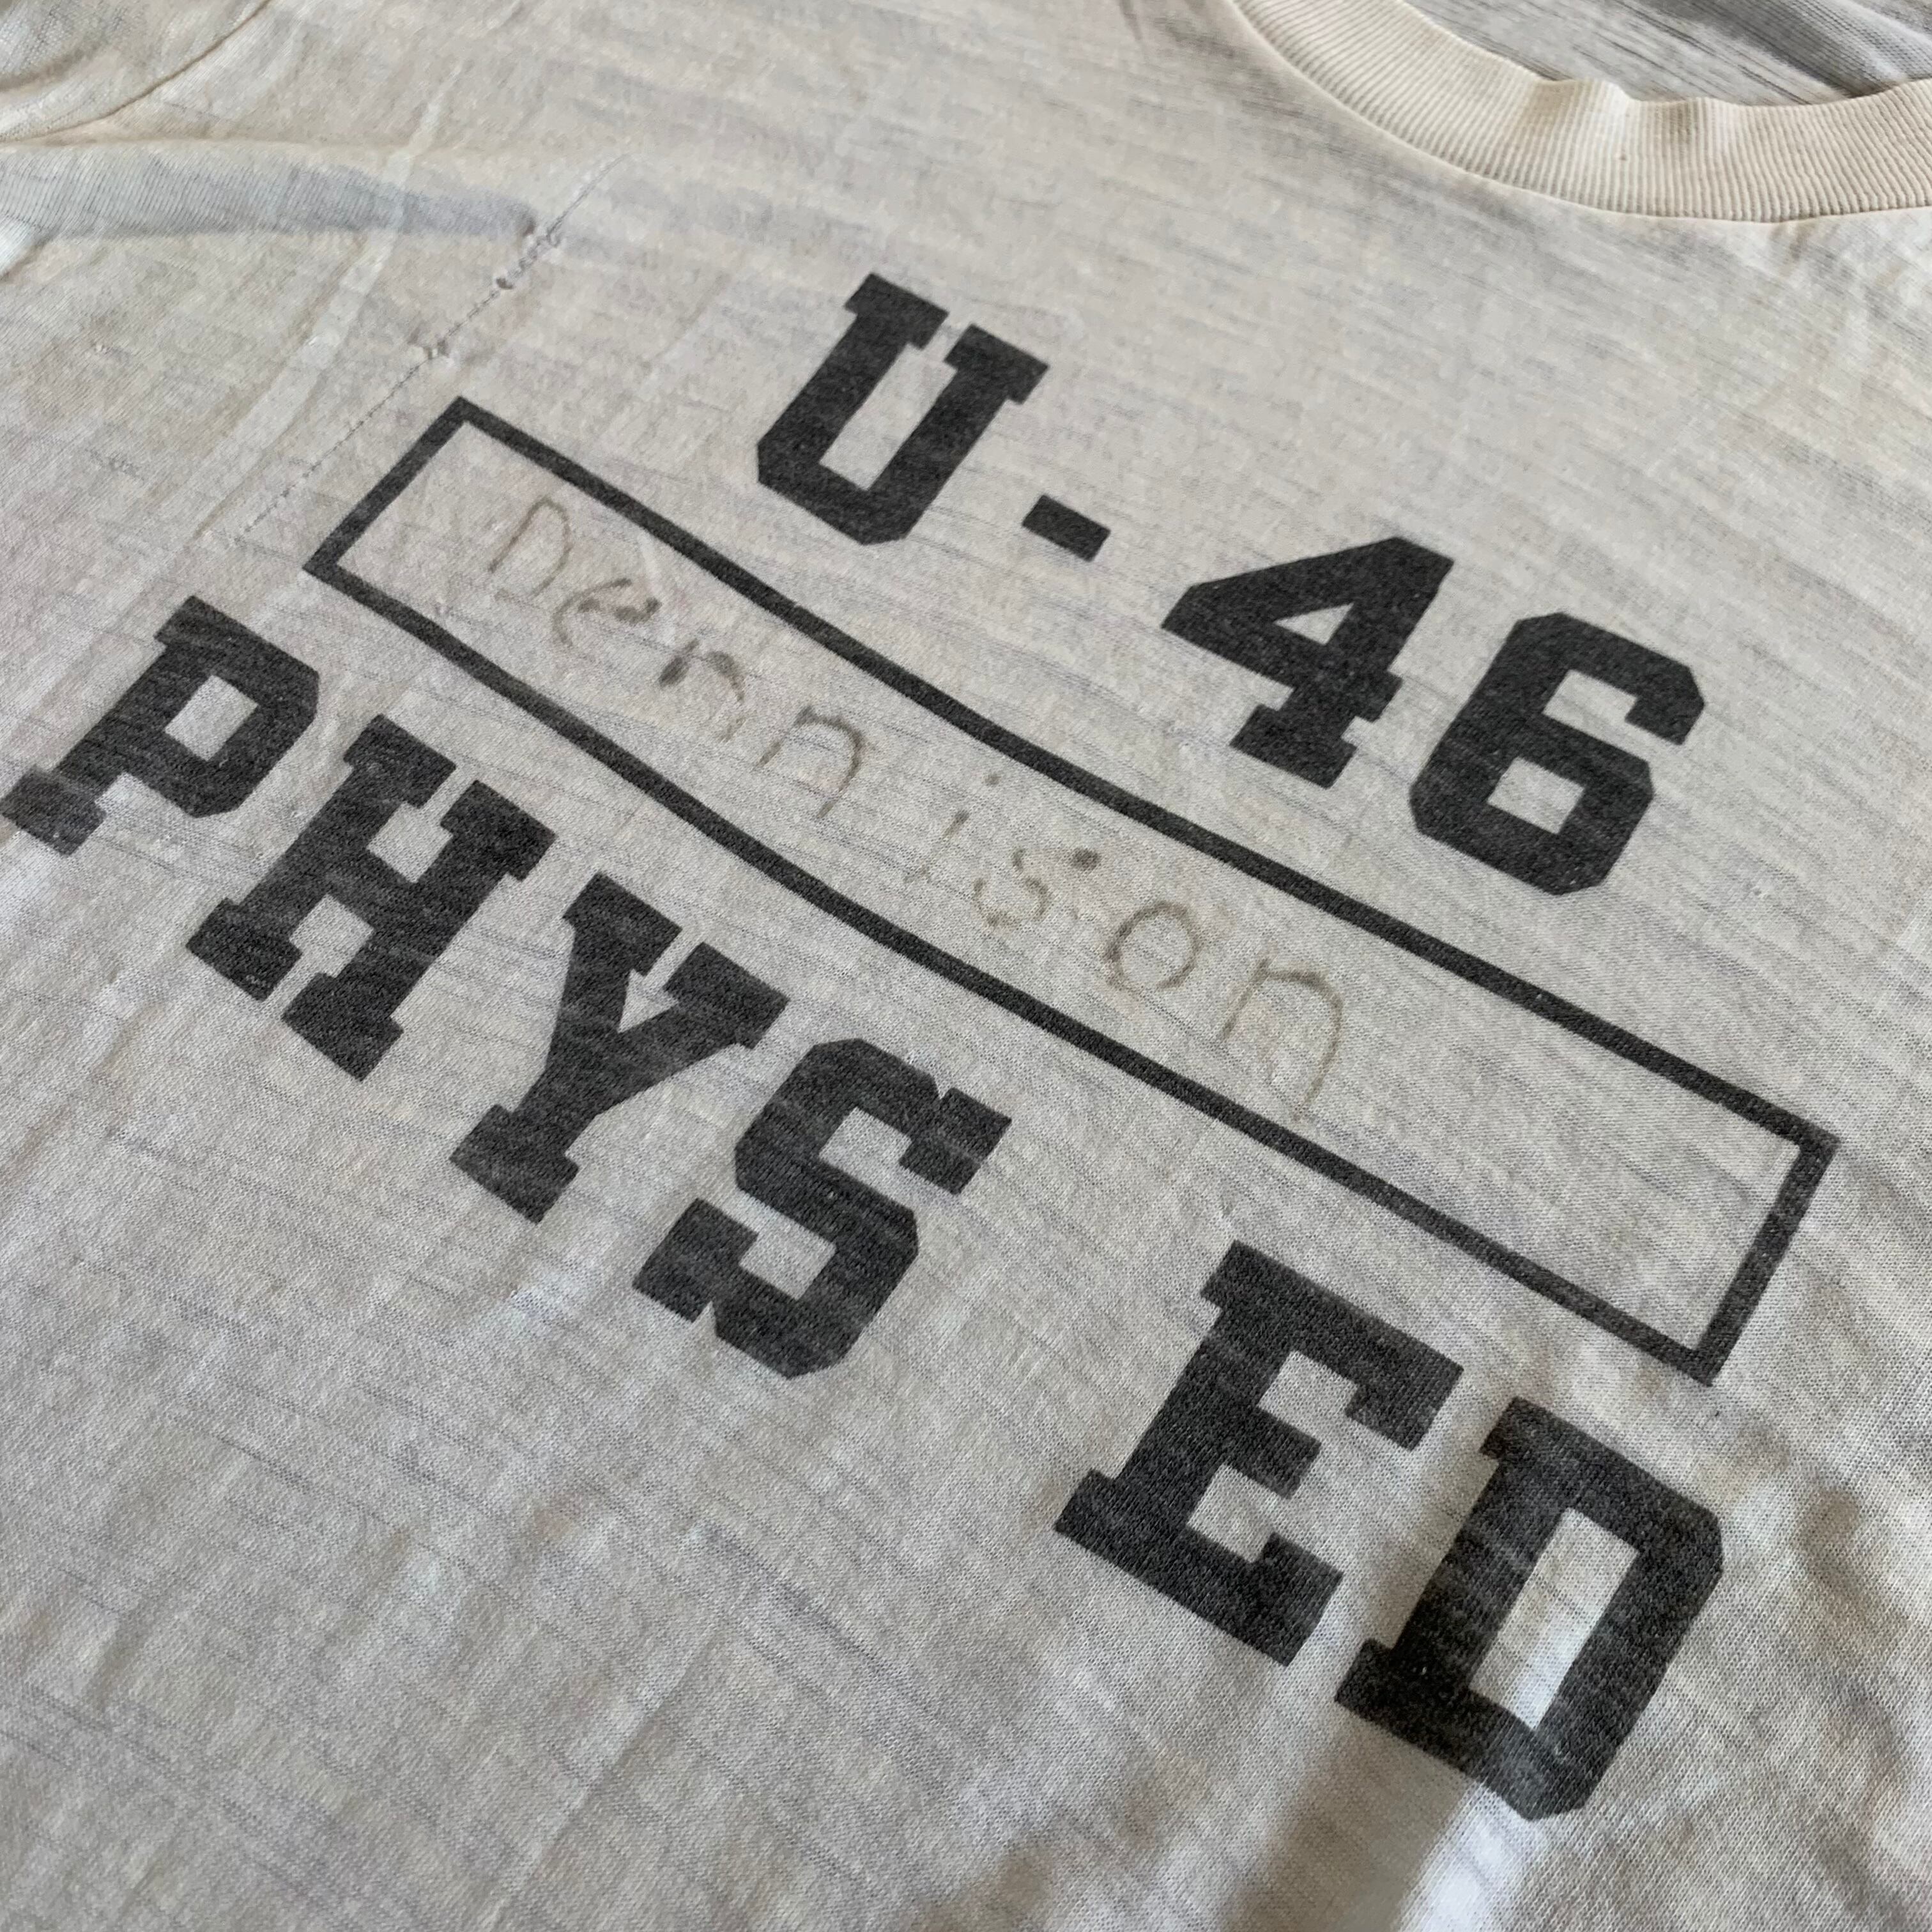 U-46
Dennison
PHYS ED